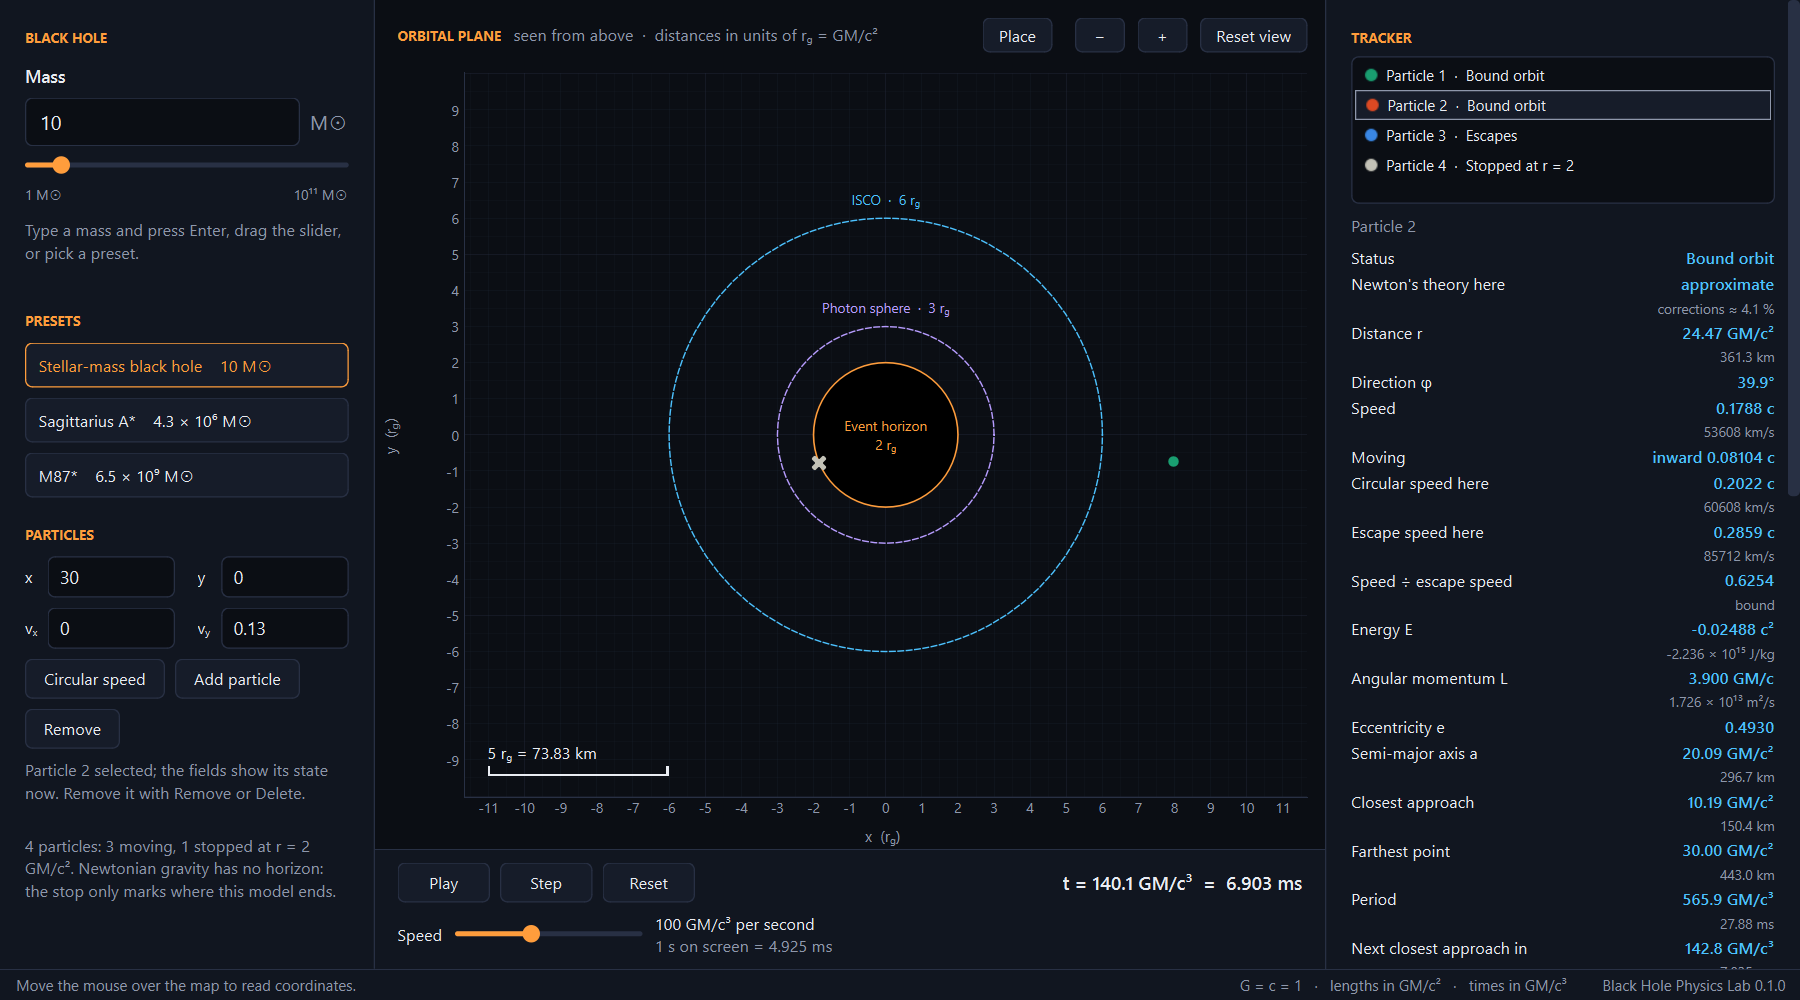 BLACK HOLE
Mass
10 M☉
1 M☉ 10¹¹ M☉
Type a mass and press Enter, drag the slider,
or pick a preset.
PRESETS
Stellar-mass black hole 10 M☉
Sagittarius A* 4.3 × 10⁶ M☉
M87* 6.5 × 10⁹ M☉
PARTICLES
x 30 y 0
vₓ 0 vᵧ 0.13
Circular speed Add particle
Remove
Particle 2 selected; the fields show its state
now. Remove it with Remove or Delete.
4 particles: 3 moving, 1 stopped at r = 2
GM/c². Newtonian gravity has no horizon:
the stop only marks where this model ends.
ORBITAL PLANE seen from above · distances in units of r_g = GM/c²
Place − + Reset view
9
8
7
6
5
4
3
2
1
0
-1
-2
-3
-4
-5
-6
-7
-8
-9
y (r_g)
ISCO · 6 r_g
Photon sphere · 3 r_g
Event horizon
2 r_g
5 r_g = 73.83 km
-11 -10 -9 -8 -7 -6 -5 -4 -3 -2 -1 0 1 2 3 4 5 6 7 8 9 10 11
x (r_g)
Play Step Reset
t = 140.1 GM/c³ = 6.903 ms
Speed
100 GM/c³ per second
1 s on screen = 4.925 ms
TRACKER
Particle 1 · Bound orbit
Particle 2 · Bound orbit
Particle 3 · Escapes
Particle 4 · Stopped at r = 2
Particle 2
Status Bound orbit
Newton's theory here approximate
corrections ≈ 4.1 %
Distance r 24.47 GM/c²
361.3 km
Direction φ 39.9°
Speed 0.1788 c
53608 km/s
Moving inward 0.08104 c
Circular speed here 0.2022 c
60608 km/s
Escape speed here 0.2859 c
85712 km/s
Speed ÷ escape speed 0.6254
bound
Energy E -0.02488 c²
-2.236 × 10¹⁵ J/kg
Angular momentum L 3.900 GM/c
1.726 × 10¹³ m²/s
Eccentricity e 0.4930
Semi-major axis a 20.09 GM/c²
296.7 km
Closest approach 10.19 GM/c²
150.4 km
Farthest point 30.00 GM/c²
443.0 km
Period 565.9 GM/c³
27.88 ms
Next closest approach in 142.8 GM/c³
Move the mouse over the map to read coordinates.
G = c = 1 · lengths in GM/c² · times in GM/c³ Black Hole Physics Lab 0.1.0